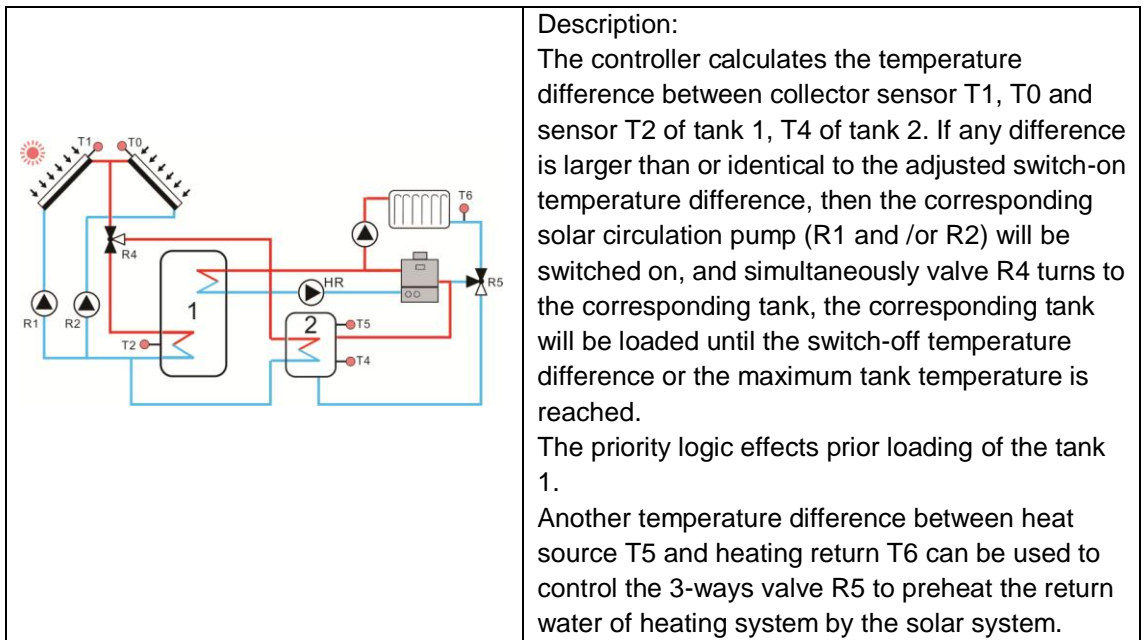 T1
T0
T6
R4
R5
HR
1
R1
R2
2
T5
T2
T4
Description:
The controller calculates the temperature
difference between collector sensor T1, T0 and
sensor T2 of tank 1, T4 of tank 2. If any difference
is larger than or identical to the adjusted switch-on
temperature difference, then the corresponding
solar circulation pump (R1 and /or R2) will be
switched on, and simultaneously valve R4 turns to
the corresponding tank, the corresponding tank
will be loaded until the switch-off temperature
difference or the maximum tank temperature is
reached.
The priority logic effects prior loading of the tank
1.
Another temperature difference between heat
source T5 and heating return T6 can be used to
control the 3-ways valve R5 to preheat the return
water of heating system by the solar system.